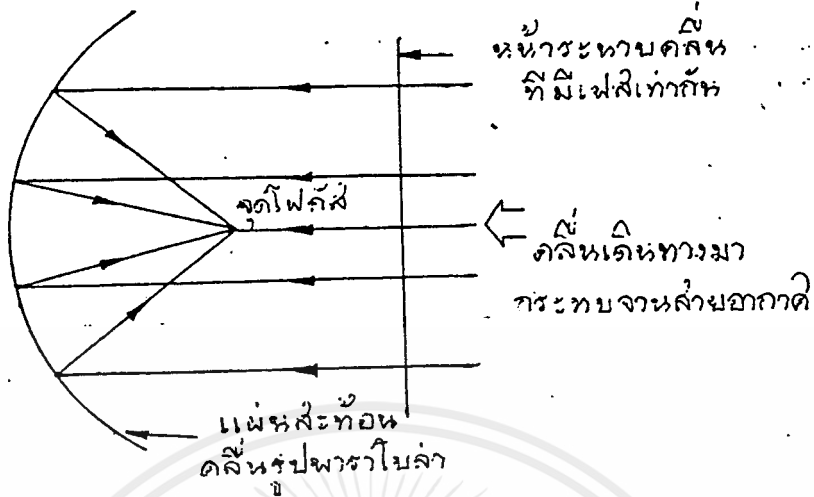 หน้าระนาบคลื่น
ที่มีเฟสเท่ากัน
จุดโฟกัส
คลื่นเดินทางมา
กระทบจานสายอากาศ
แผ่นสะท้อน
คลื่นรูปพาราโบล่า